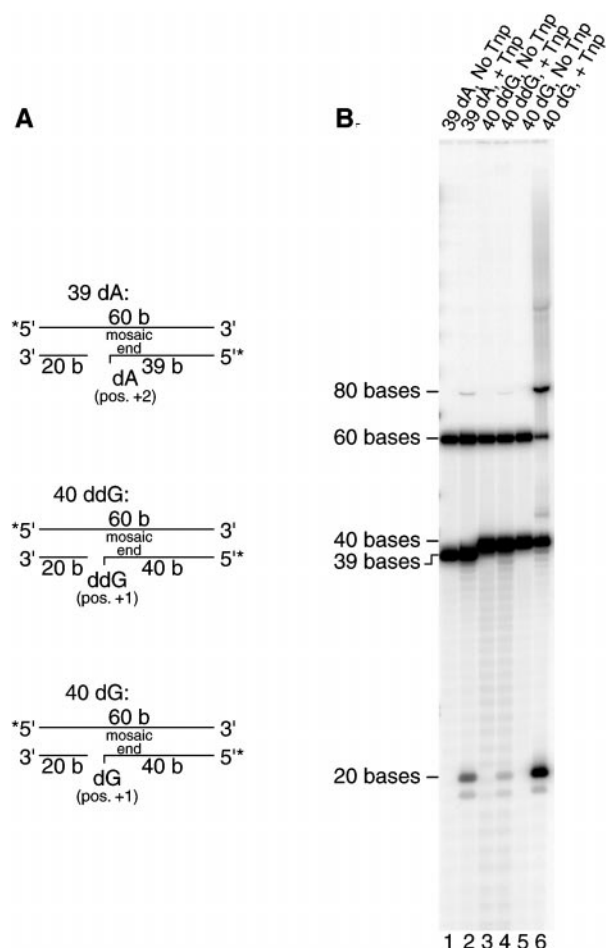 A
B
39 dA, No Tnp
39 dA, + Tnp
40 ddG, No Tnp
40 ddG, + Tnp
40 dG, No Tnp
40 dG, + Tnp
39 dA:
60 b
*5' 3'
mosaic
end
3' 20 b 39 b 5'*
dA
(pos. +2)
40 ddG:
60 b
*5' 3'
mosaic
end
3' 20 b 40 b 5'*
ddG
(pos. +1)
40 dG:
60 b
*5' 3'
mosaic
end
3' 20 b 40 b 5'*
dG
(pos. +1)
80 bases
60 bases
40 bases
39 bases
20 bases
1 2 3 4 5 6